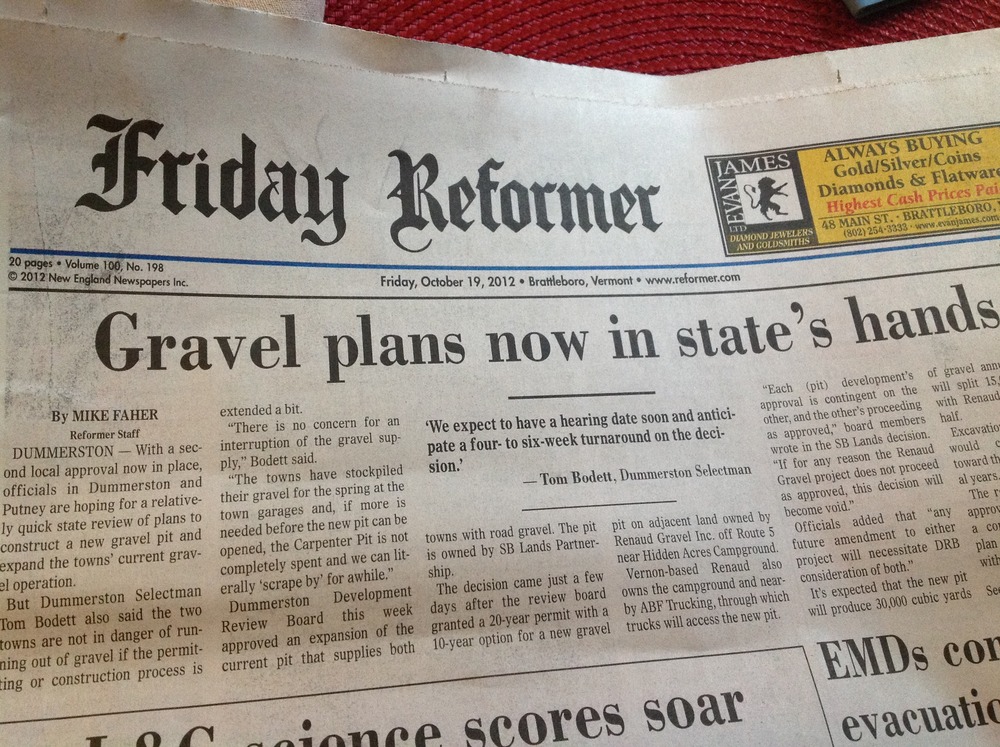 Friday Reformer
EVAN
JAMES
LTD
DIAMOND JEWELERS
AND GOLDSMITHS
ALWAYS BUYING
Gold/Silver/Coins
Diamonds & Flatware
Highest Cash Prices
48 MAIN ST. · BRATTLEBORO,
(802) 254-3333 · www.evanjames.com
20 pages • Volume 100, No. 198
© 2012 New England Newspapers Inc.
Friday, October 19, 2012 • Brattleboro, Vermont • www.reformer.com
Gravel plans now in state's hands
By MIKE FAHER
Reformer Staff
DUMMERSTON — With a sec-
ond local approval now in place,
officials in Dummerston and
Putney are hoping for a relative-
ly quick state review of plans to
construct a new gravel pit and
expand the towns' current grav-
el operation.
But Dummerston Selectman
Tom Bodett also said the two
towns are not in danger of run-
ning out of gravel if the permit-
ting or construction process is
extended a bit.
“There is no concern for an
interruption of the gravel sup-
ply,” Bodett said.
“The towns have stockpiled
their gravel for the spring at the
town garages and, if more is
needed before the new pit can be
opened, the Carpenter Pit is not
completely spent and we can lit-
erally ‘scrape by’ for awhile.”
Dummerston Development
Review Board this week
approved an expansion of the
current pit that supplies both
‘We expect to have a hearing date soon and antici-
pate a four- to six-week turnaround on the deci-
sion.’
— Tom Bodett, Dummerston Selectman
towns with road gravel. The pit
is owned by SB Lands Partner-
ship.
The decision came just a few
days after the review board
granted a 20-year permit with a
10-year option for a new gravel
pit on adjacent land owned by
Renaud Gravel Inc. off Route 5
near Hidden Acres Campground.
Vernon-based Renaud also
owns the campground and near-
by ABF Trucking, through which
trucks will access the new pit.
“Each (pit) development's
approval is contingent on the
other, and the other's proceeding
as approved,” board members
wrote in the SB Lands decision.
“If for any reason the Renaud
Gravel project does not proceed
as approved, this decision will
become void.”
Officials added that “any
future amendment to either
project will necessitate DRB
consideration of both.”
It's expected that the new pit
will produce 30,000 cubic yards
of gravel
will split
with Renaud
half.
would
toward
al years.
The
plan
with
science scores soar
EMDs